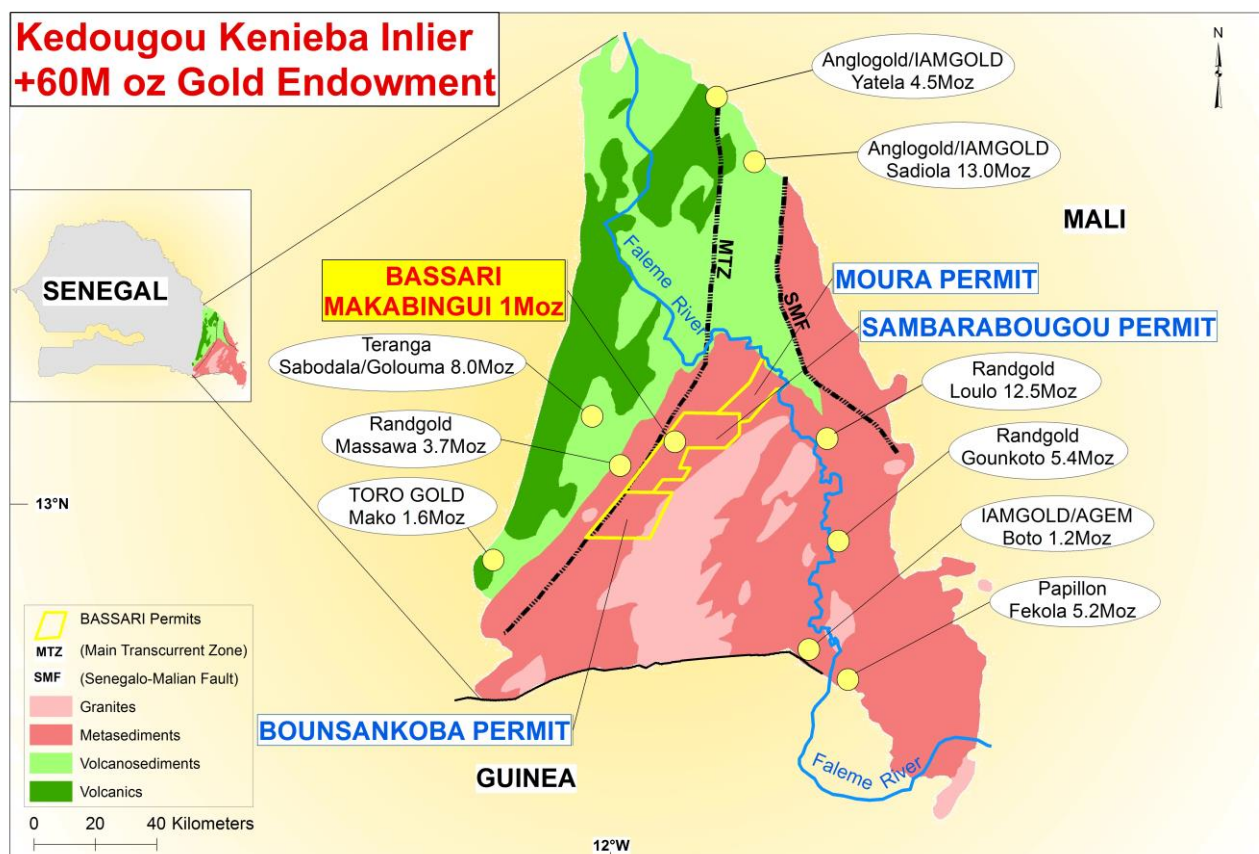 Kedougou Kenieba Inlier
+60M oz Gold Endowment
N
Anglogold/IAMGOLD
Yatela 4.5Moz
Anglogold/IAMGOLD
Sadiola 13.0Moz
MALI
SENEGAL
Faleme River
MTZ
SMF
BASSARI
MAKABINGUI 1Moz
MOURA PERMIT
SAMBARABOUGOU PERMIT
Teranga
Sabodala/Golouma 8.0Moz
Randgold
Loulo 12.5Moz
Randgold
Massawa 3.7Moz
Randgold
Gounkoto 5.4Moz
13°N
TORO GOLD
Mako 1.6Moz
IAMGOLD/AGEM
Boto 1.2Moz
Papillon
Fekola 5.2Moz
BASSARI Permits
MTZ (Main Transcurrent Zone)
SMF (Senegalo-Malian Fault)
Granites
Metasediments
Volcanosediments
Volcanics
0 20 40 Kilometers
BOUNSANKOBA PERMIT
GUINEA
Faleme River
12°W